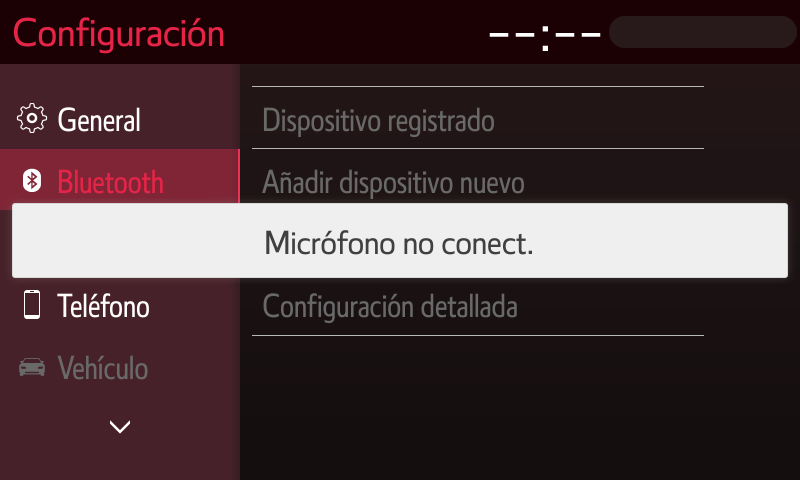 Configuración
--:--
General
Dispositivo registrado
Bluetooth
Añadir dispositivo nuevo
Micrófono no conect.
Teléfono
Configuración detallada
Vehículo